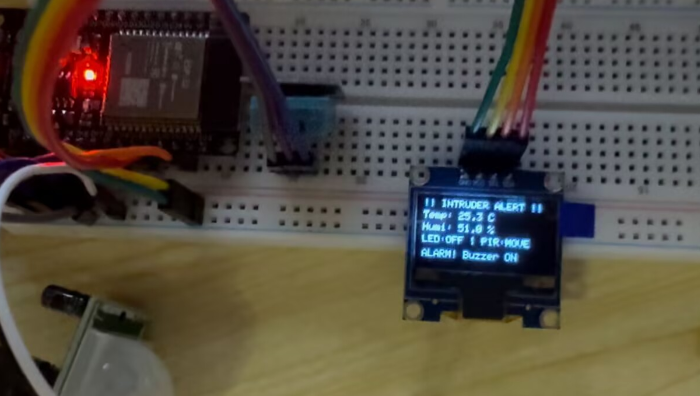 !! INTRUDER ALERT !!
Temp: 25.3 C
Humi: 51.0 %
LED:OFF | PIR:MOVE
ALARM! Buzzer ON